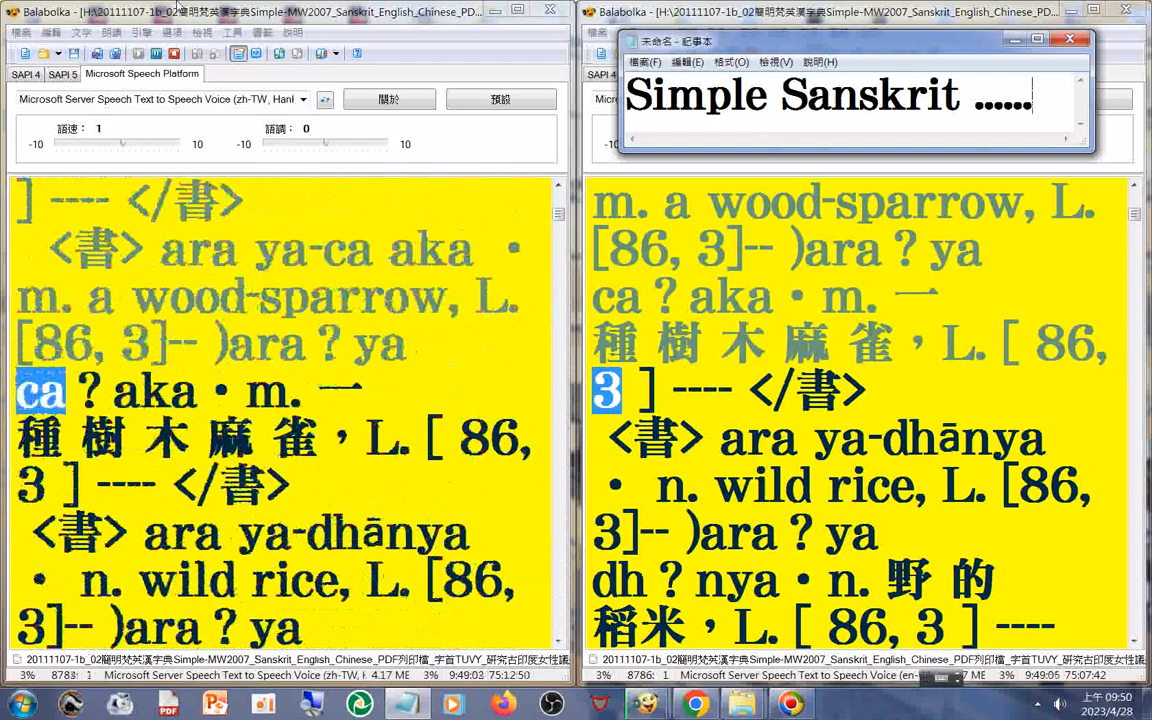 Balabolka - [H:\20111107-1b_02簡明梵英漢字典Simple-MW2007_Sanskrit_English_Chinese_PD...
檔案 編輯 文字 朗讀 引擎 選項 檢視 工具 書籤 說明
SAPI 4 SAPI 5 Microsoft Speech Platform
Microsoft Server Speech Text to Speech Voice (zh-TW, HanH
關於
預設
語速： 1
語調： 0
-10 10 -10 10
] ---- </書>
<書> ara ya-ca aka •
m. a wood-sparrow, L.
[86, 3]-- )ara？ya
ca？aka • m. 一
種 樹 木 麻 雀，L. [ 86,
3 ] ---- </書>
<書> ara ya-dhānya
• n. wild rice, L. [86,
3]-- )ara？ya
20111107-1b_02簡明梵英漢字典Simple-MW2007_Sanskrit_English_Chinese_PDF列印檔_字首TUVY_研究古印度女性議
3% 8783: 1 Microsoft Server Speech Text to Speech Voice (zh-TW, H 4.17 ME 3% 9:49:03 75:12:50
Balabolka - [H:\20111107-1b_02簡明梵英漢字典Simple-MW2007_Sanskrit_English_Chinese_PD...
檔案
SAPI 4
Micr
未命名 - 記事本
檔案(F) 編輯(E) 格式(O) 檢視(V) 說明(H)
Simple Sanskrit ......
-10
m. a wood-sparrow, L.
[86, 3]-- )ara？ya
ca？aka • m. 一
種 樹 木 麻 雀，L. [ 86,
3 ] ---- </書>
<書> ara ya-dhānya
• n. wild rice, L. [86,
3]-- )ara？ya
dh？nya • n. 野 的
稻米，L. [ 86, 3 ] ----
20111107-1b_02簡明梵英漢字典Simple-MW2007_Sanskrit_English_Chinese_PDF列印檔_字首TUVY_研究古印度女性議
3% 8786: 1 Microsoft Server Speech Text to Speech Voice (zh-TW, H 4.17 ME 3% 9:49:42 75:07:42
上午 09:50
2023/4/28